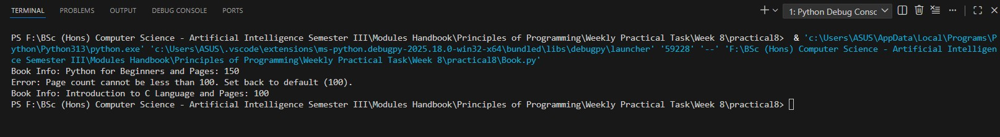 TERMINAL PROBLEMS OUTPUT DEBUG CONSOLE PORTS 1: Python Debug Consc
PS F:\BSc (Hons) Computer Science - Artificial Intelligence Semester III\Modules Handbook\Principles of Programming\Weekly Practical Task\Week 8\practical8> & 'c:\Users\ASUS\AppData\Local\Programs\P
ython\Python313\python.exe' 'c:\Users\ASUS\.vscode\extensions\ms-python.debugpy-2025.18.0-win32-x64\bundled\libs\debugpy\launcher' '59228' '--' 'F:\BSc (Hons) Computer Science - Artificial Intelligen
ce Semester III\Modules Handbook\Principles of Programming\Weekly Practical Task\Week 8\practical8\Book.py'
Book Info: Python for Beginners and Pages: 150
Error: Page count cannot be less than 100. Set back to default (100).
Book Info: Introduction to C Language and Pages: 100
PS F:\BSc (Hons) Computer Science - Artificial Intelligence Semester III\Modules Handbook\Principles of Programming\Weekly Practical Task\Week 8\practical8>